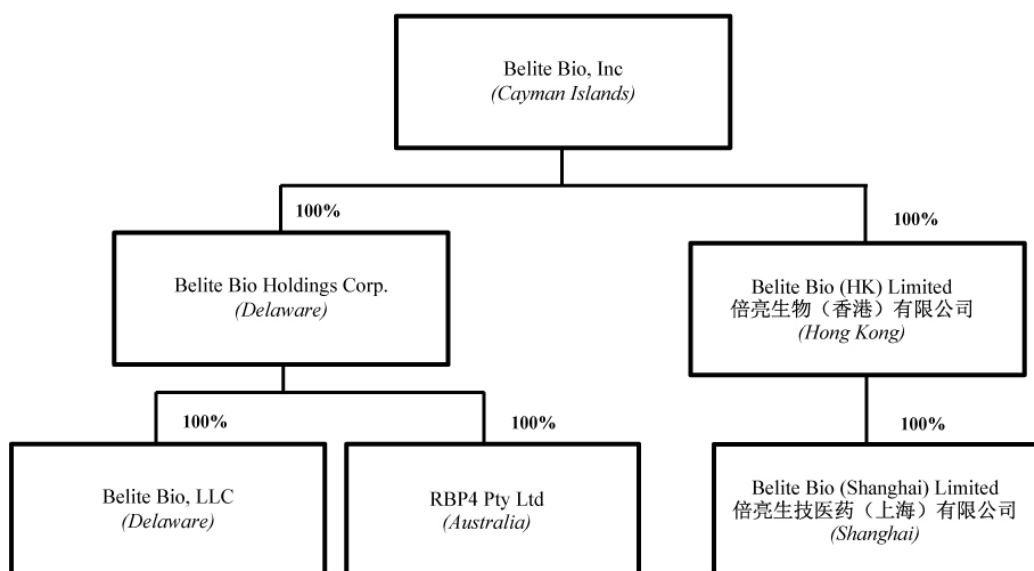 Belite Bio, Inc
(Cayman Islands)
100%
100%
Belite Bio Holdings Corp.
(Delaware)
Belite Bio (HK) Limited
倍亮生物（香港）有限公司
(Hong Kong)
100%
100%
100%
Belite Bio, LLC
(Delaware)
RBP4 Pty Ltd
(Australia)
Belite Bio (Shanghai) Limited
倍亮生技医药（上海）有限公司
(Shanghai)